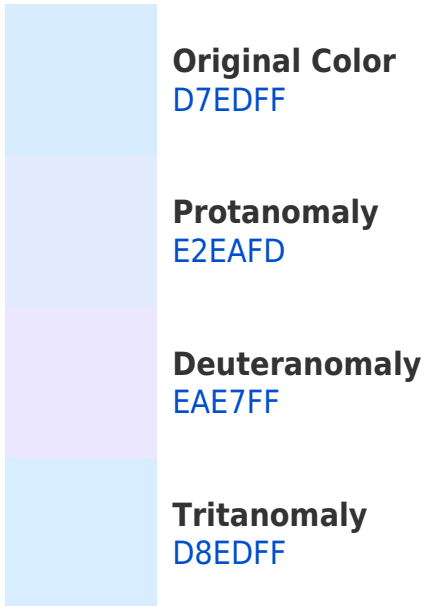 Original Color
D7EDFF
Protanomaly
E2EAFD
Deuteranomaly
EAE7FF
Tritanomaly
D8EDFF